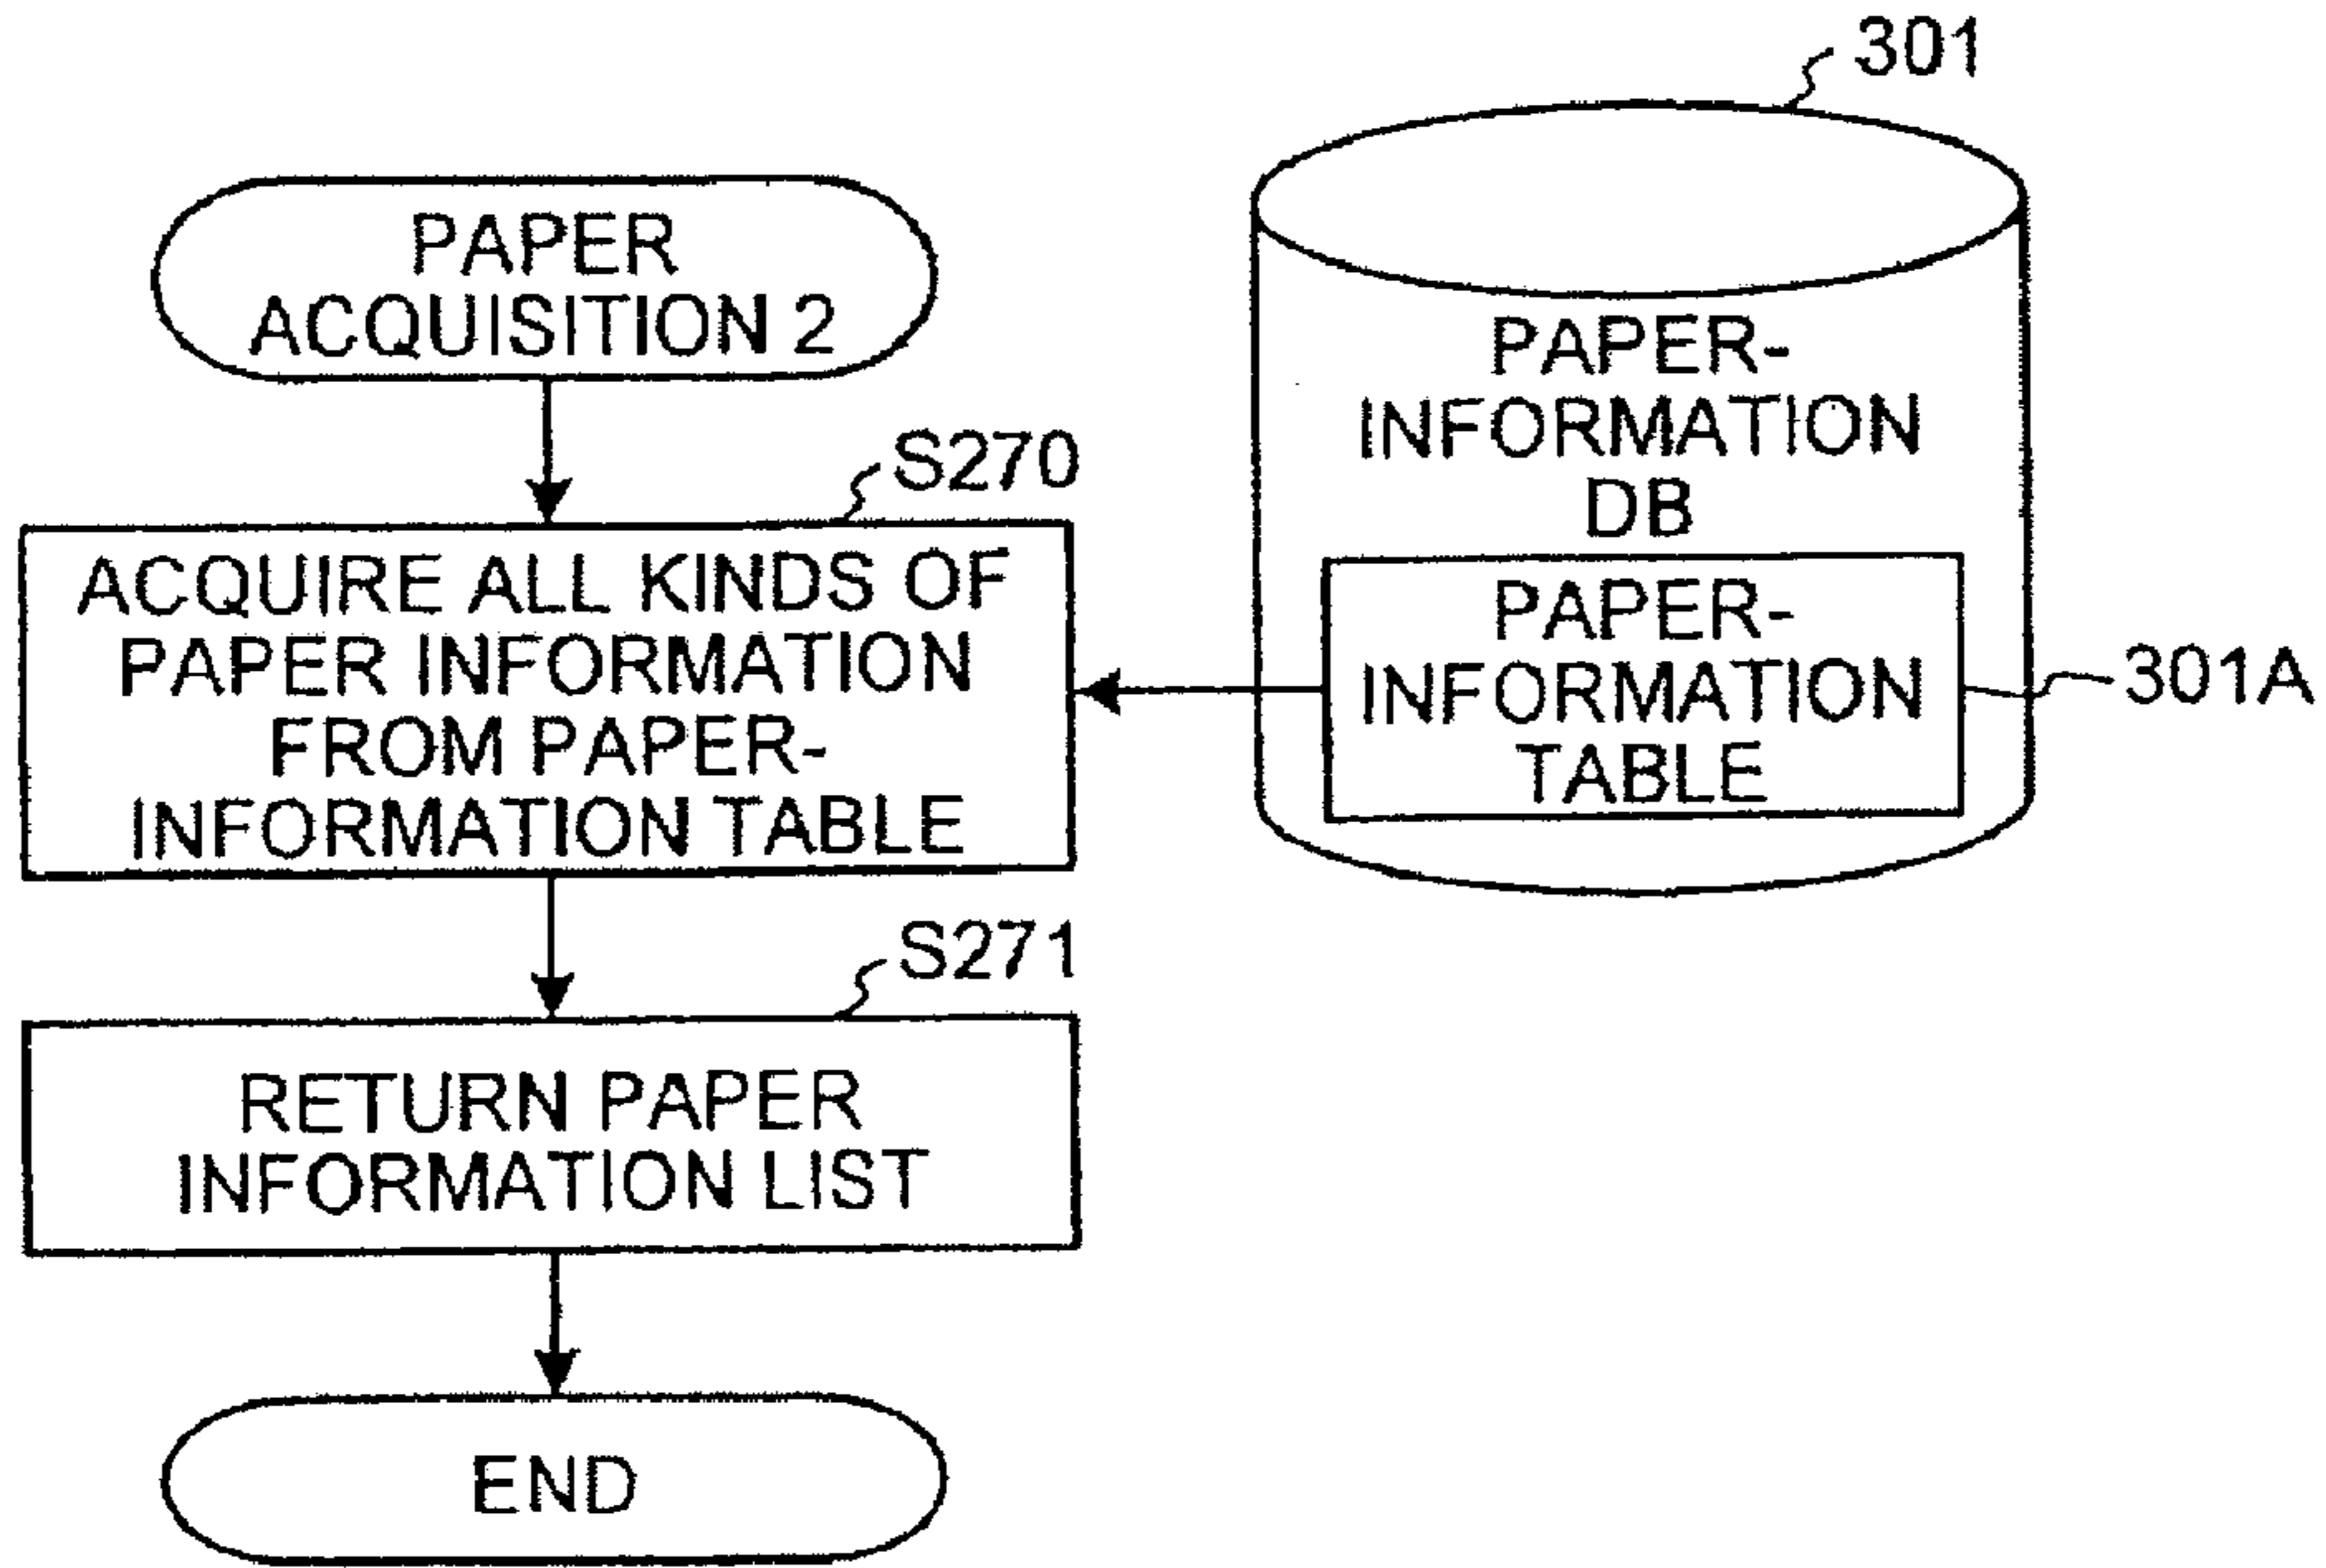 PAPER
ACQUISITION 2
S270
ACQUIRE ALL KINDS OF
PAPER INFORMATION
FROM PAPER-
INFORMATION TABLE
S271
RETURN PAPER
INFORMATION LIST
END
301
PAPER-
INFORMATION
DB
PAPER-
INFORMATION
TABLE
301A